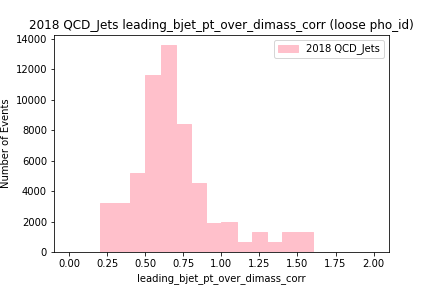 2018 QCD_Jets leading_bjet_pt_over_dimass_corr (loose pho_id)
2018 QCD_Jets
14000
12000
10000
8000
6000
4000
2000
0
Number of Events
0.00 0.25 0.50 0.75 1.00 1.25 1.50 1.75 2.00
leading_bjet_pt_over_dimass_corr